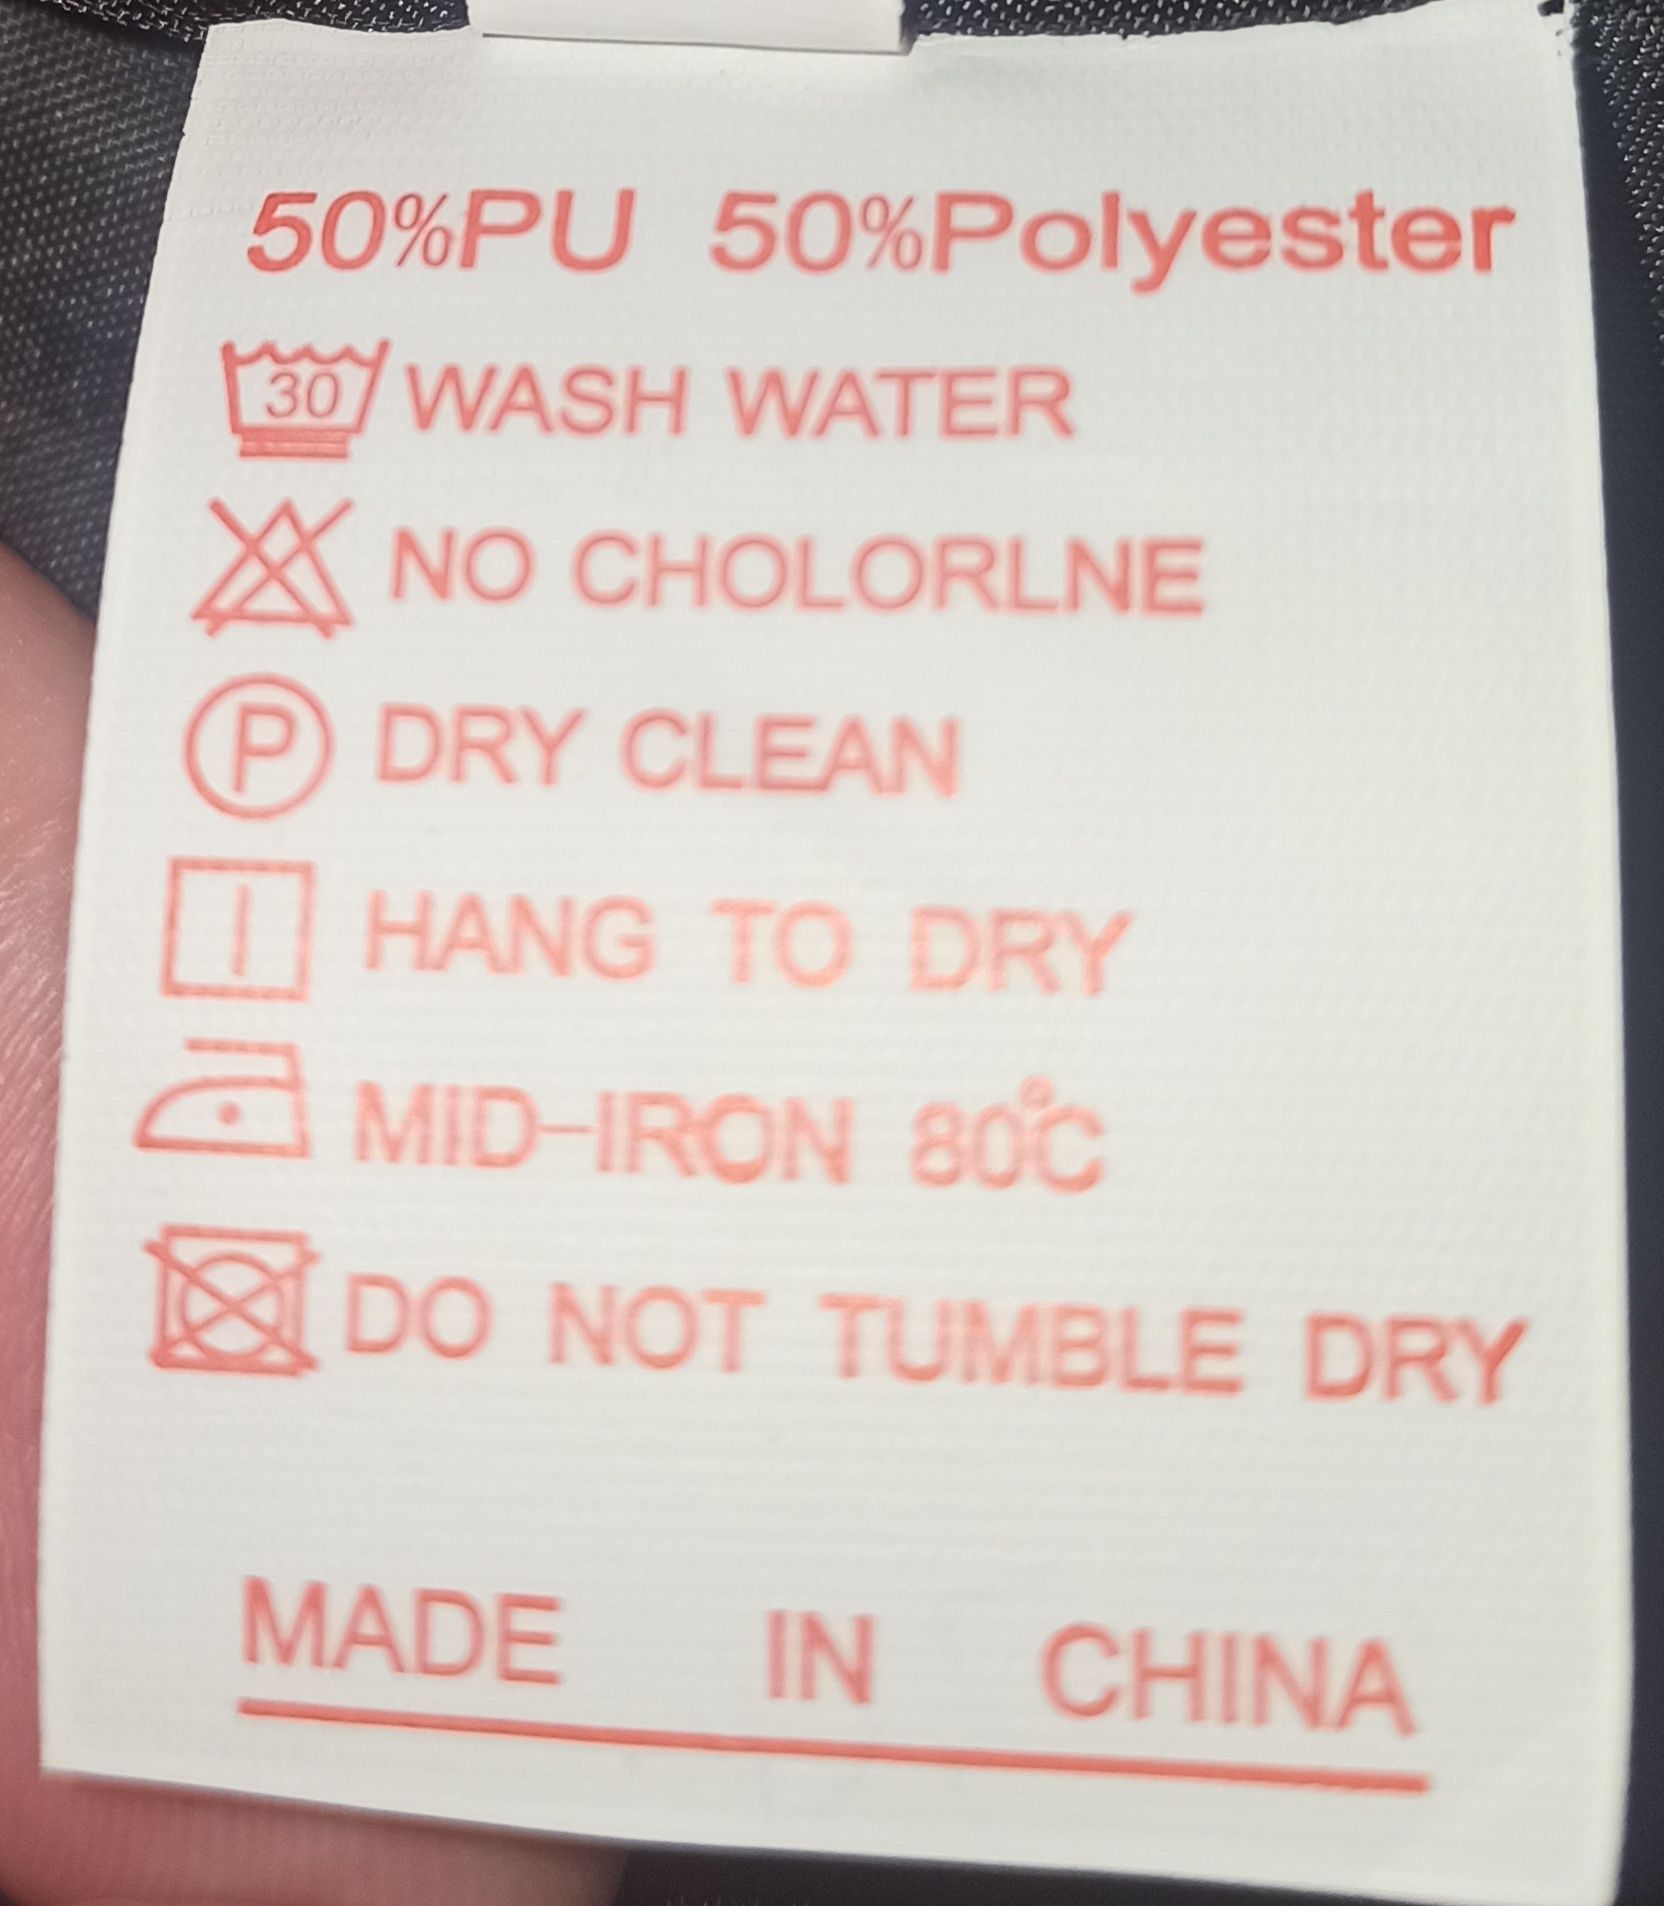 50%PU 50%Polyester
30 WASH WATER
NO CHOLORLNE
P DRY CLEAN
HANG TO DRY
MID-IRON 80℃
DO NOT TUMBLE DRY
MADE IN CHINA